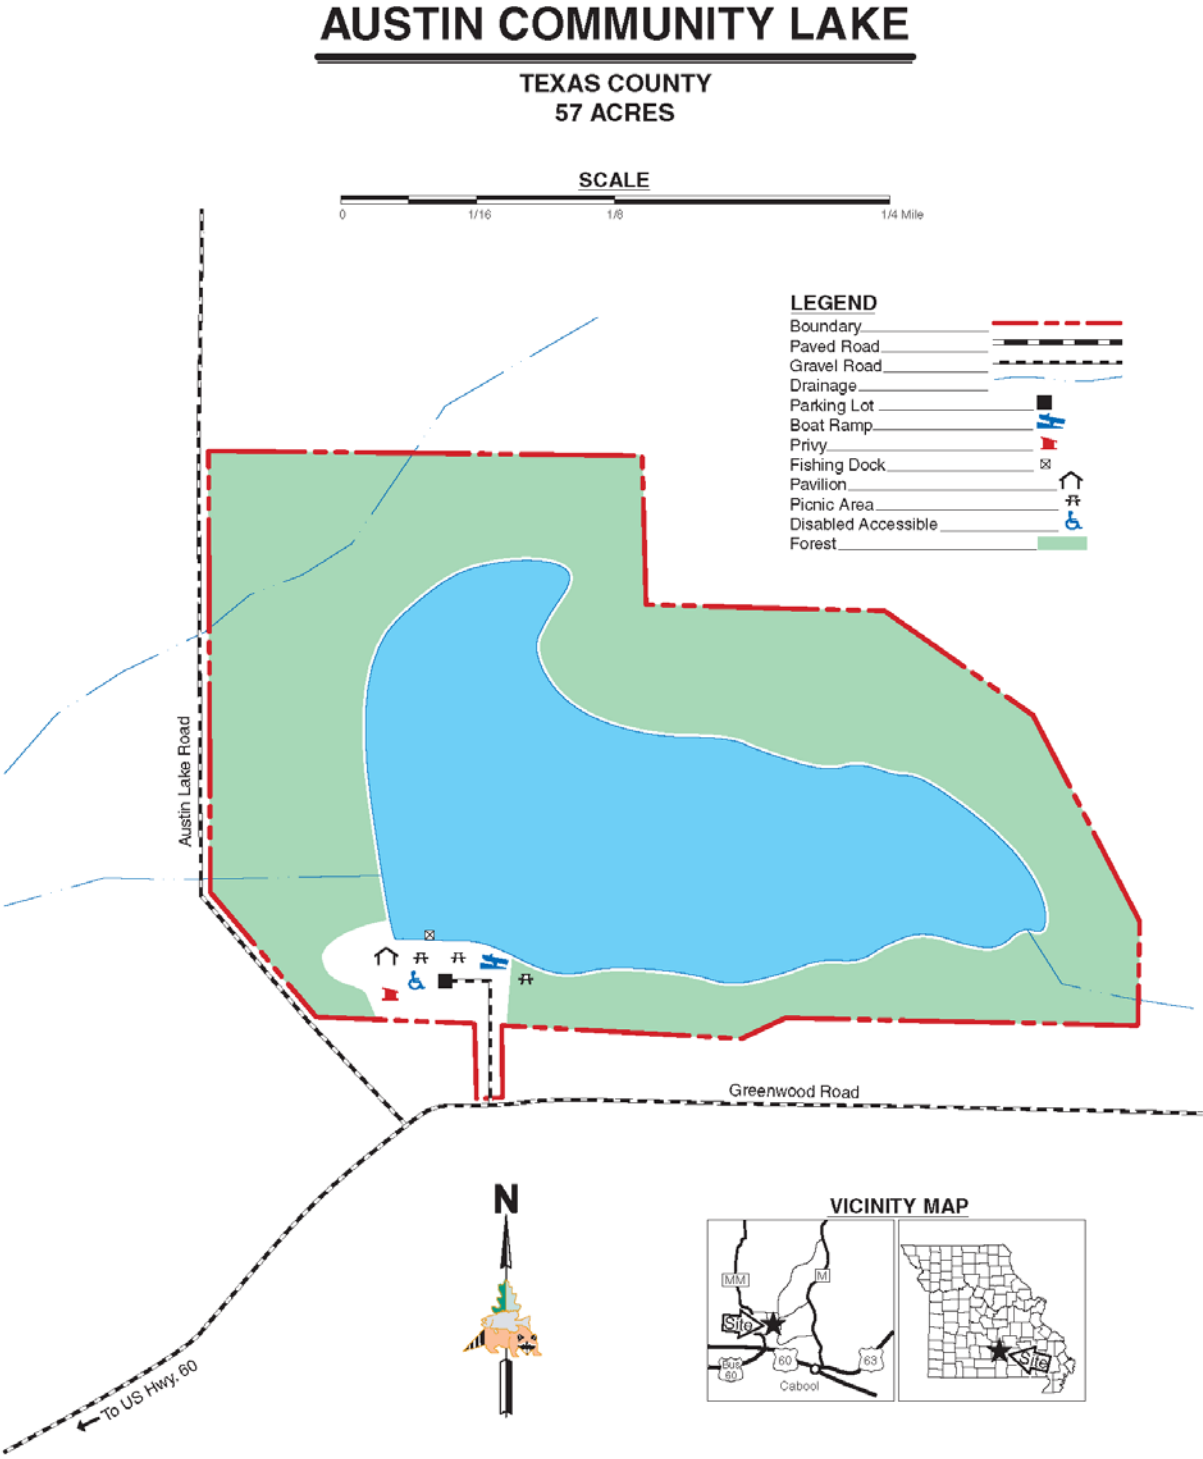 AUSTIN COMMUNITY LAKE
TEXAS COUNTY
57 ACRES
SCALE
0 1/16 1/8 1/4 Mile
LEGEND
Boundary
Paved Road
Gravel Road
Drainage
Parking Lot
Boat Ramp
Privy
Fishing Dock
Pavilion
Picnic Area
Disabled Accessible
Forest
Austin Lake Road
Greenwood Road
To US Hwy. 60
N
VICINITY MAP
MM
M
Site
Bus
60
60
63
Cabool
Site